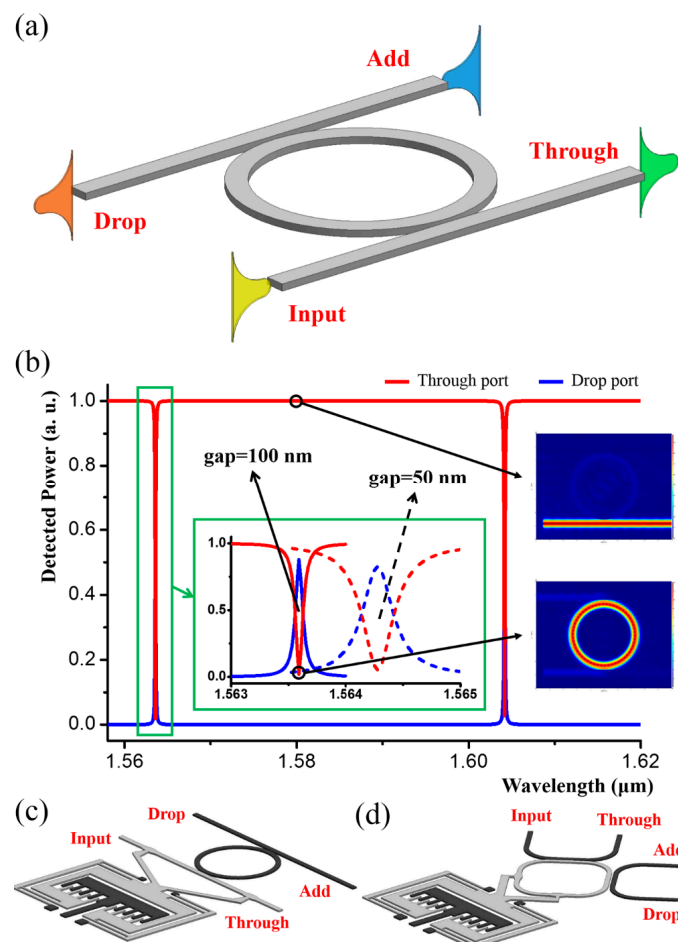 (a)
Add
Through
Drop
Input
(b)
Through port
Drop port
1.0
0.8
0.6
0.4
0.2
0.0
Detected Power (a. u.)
gap=100 nm
gap=50 nm
1.0
0.5
0.0
1.563
1.564
1.565
1.56
1.58
1.60
1.62
Wavelength (μm)
(c)
Drop
Input
Add
Through
(d)
Input
Through
Add
Drop